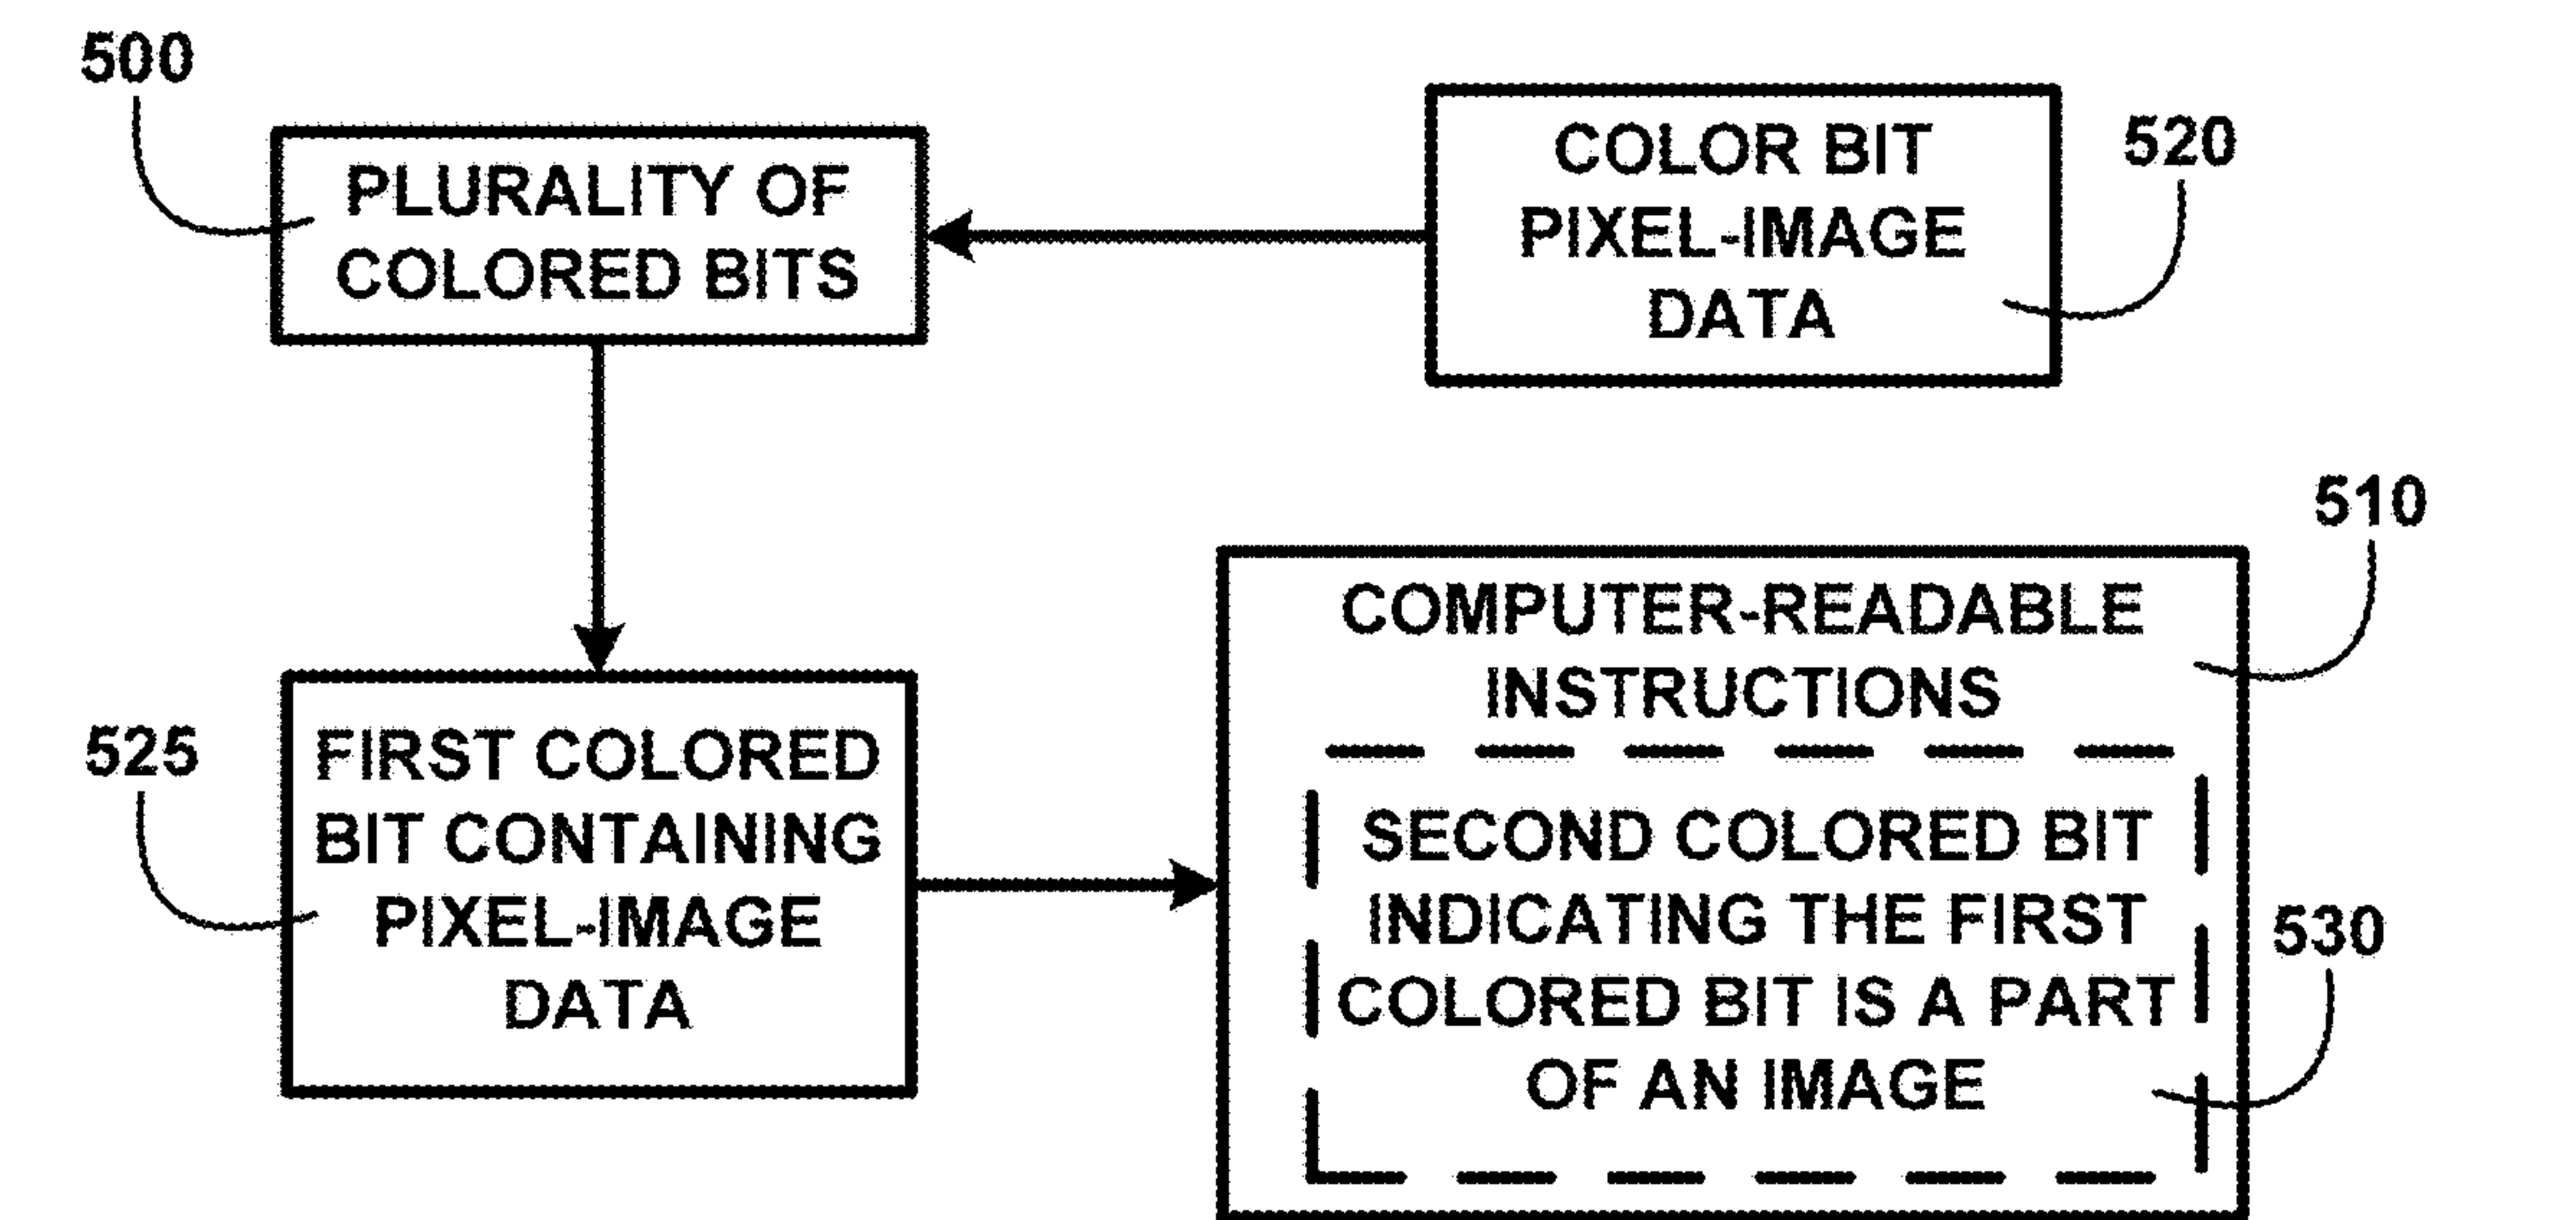 500
PLURALITY OF
COLORED BITS
COLOR BIT
PIXEL-IMAGE
DATA
520
510
COMPUTER-READABLE
INSTRUCTIONS
525
FIRST COLORED
BIT CONTAINING
PIXEL-IMAGE
DATA
SECOND COLORED BIT
INDICATING THE FIRST
COLORED BIT IS A PART
OF AN IMAGE
530